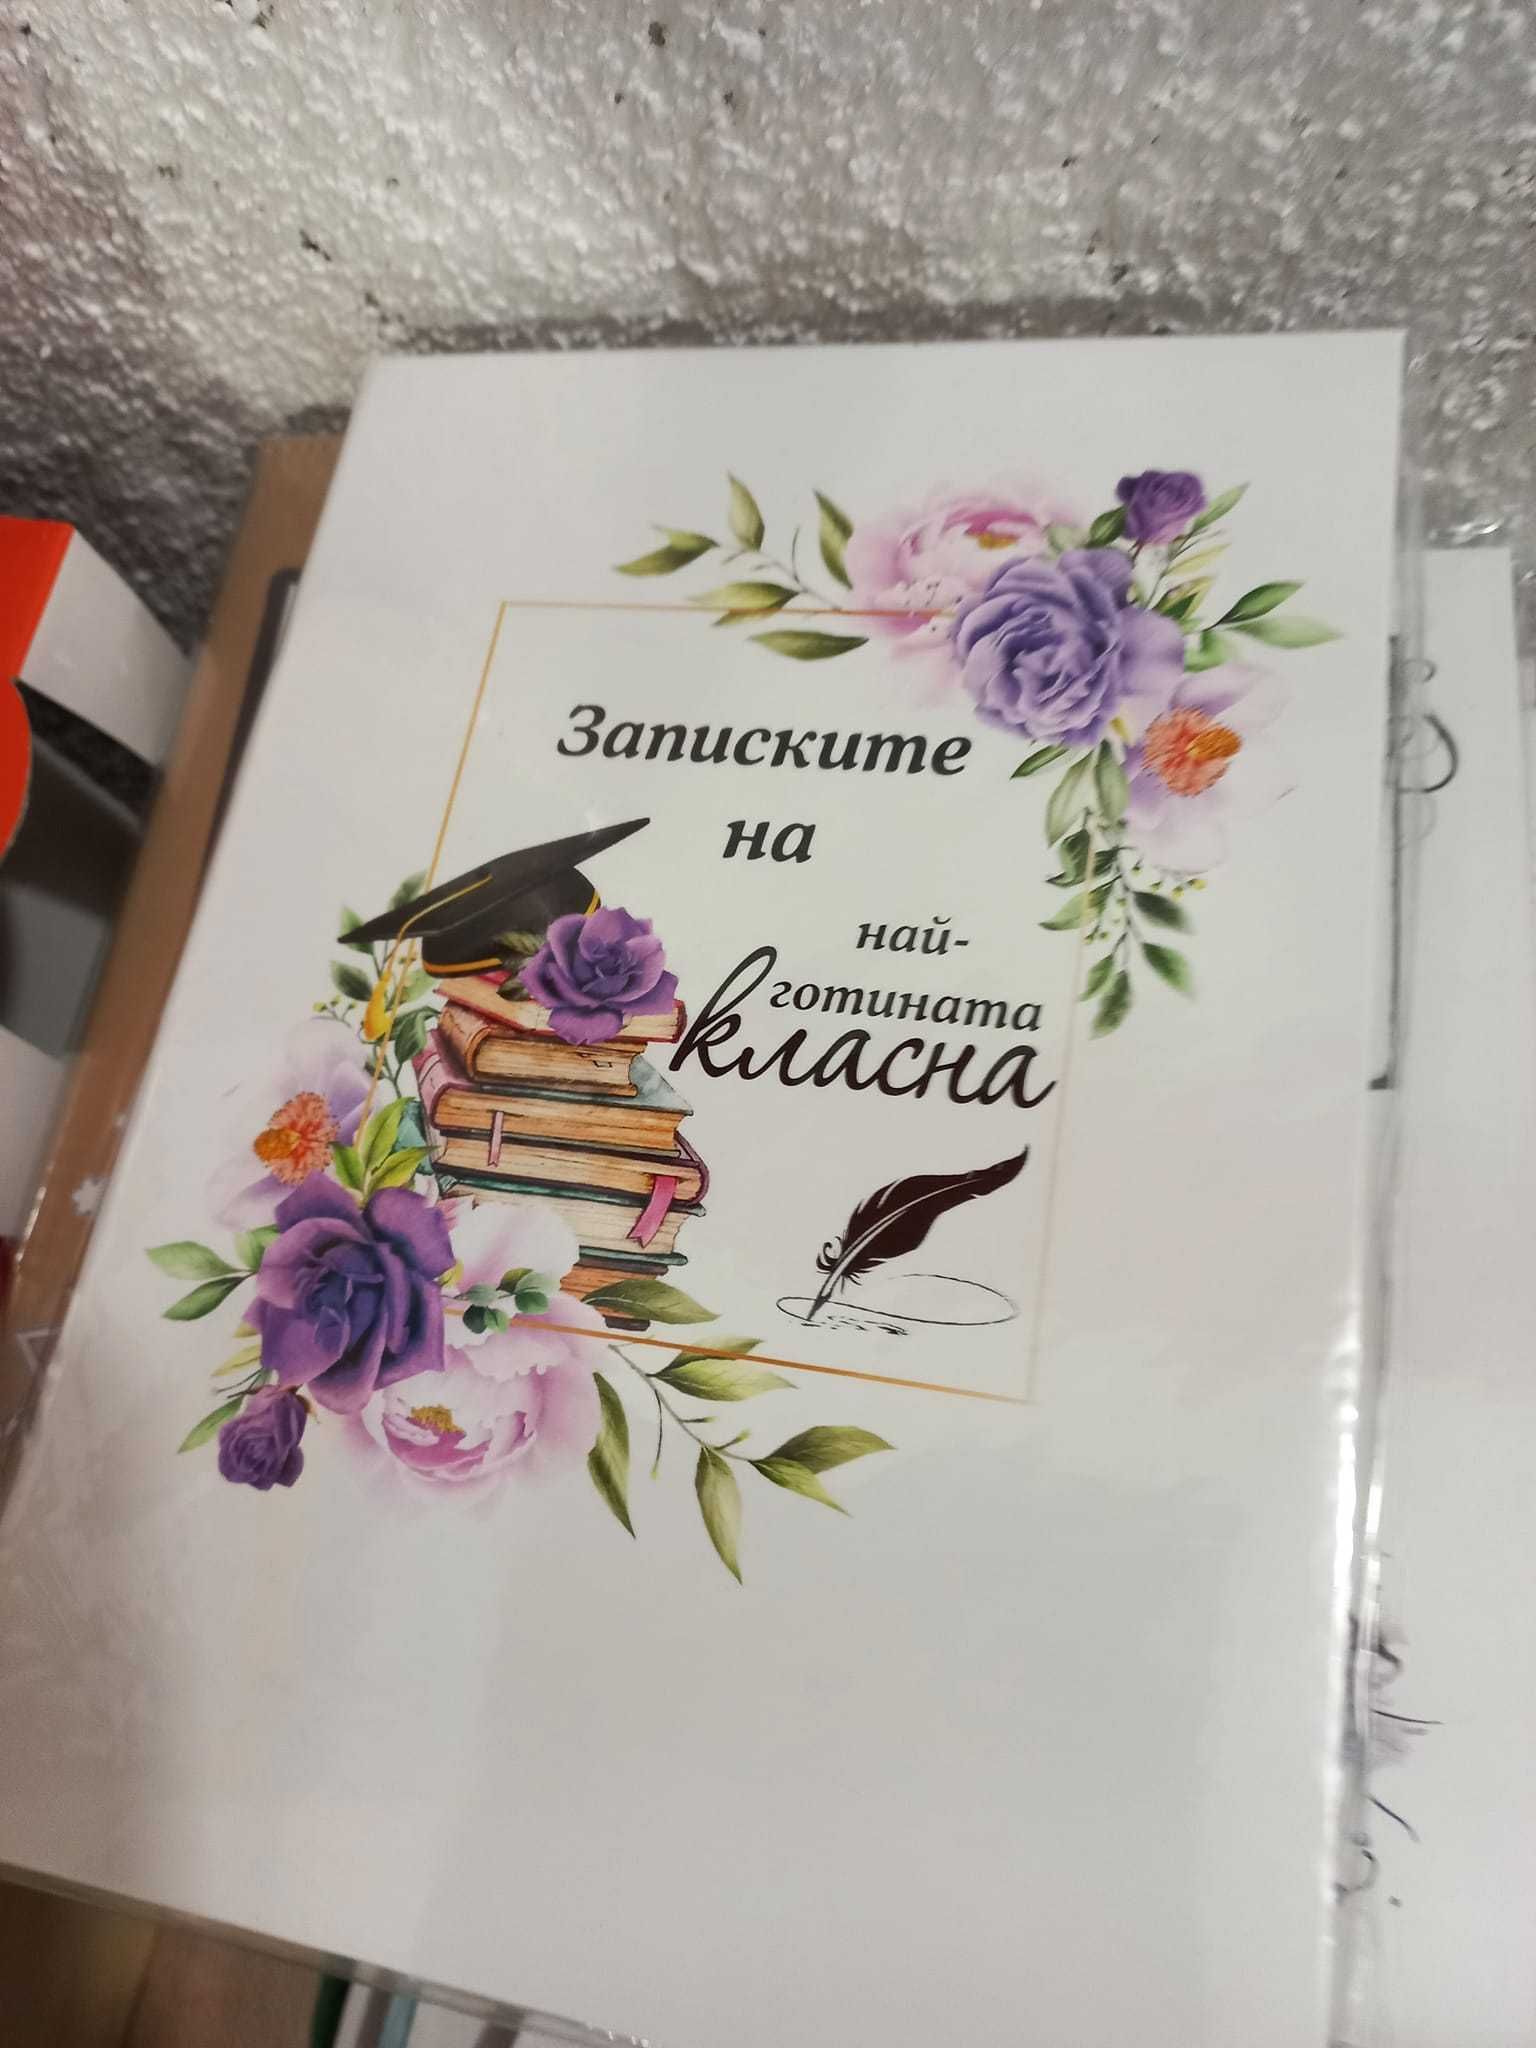 Записките
на
най-
готината
класна